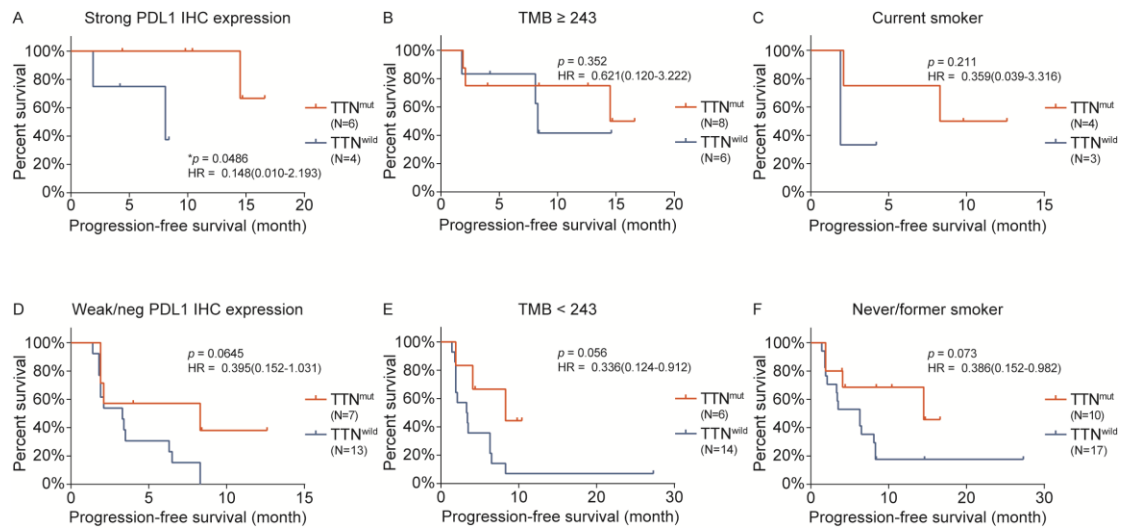 A Strong PDL1 IHC expression
Percent survival
100%
80%
60%
40%
20%
0%
*p = 0.0486
HR = 0.148(0.010-2.193)
TTNmut
(N=6)
TTNwild
(N=4)
0 5 10 15 20
Progression-free survival (month)
B TMB ≥ 243
Percent survival
100%
80%
60%
40%
20%
0%
p = 0.352
HR = 0.621(0.120-3.222)
TTNmut
(N=8)
TTNwild
(N=6)
0 5 10 15 20
Progression-free survival (month)
C Current smoker
Percent survival
100%
80%
60%
40%
20%
0%
p = 0.211
HR = 0.359(0.039-3.316)
TTNmut
(N=4)
TTNwild
(N=3)
0 5 10 15
Progression-free survival (month)
D Weak/neg PDL1 IHC expression
Percent survival
100%
80%
60%
40%
20%
0%
p = 0.0645
HR = 0.395(0.152-1.031)
TTNmut
(N=7)
TTNwild
(N=13)
0 5 10 15
Progression-free survival (month)
E TMB < 243
Percent survival
100%
80%
60%
40%
20%
0%
p = 0.056
HR = 0.336(0.124-0.912)
TTNmut
(N=6)
TTNwild
(N=14)
0 10 20 30
Progression-free survival (month)
F Never/former smoker
Percent survival
100%
80%
60%
40%
20%
0%
p = 0.073
HR = 0.386(0.152-0.982)
TTNmut
(N=10)
TTNwild
(N=17)
0 10 20 30
Progression-free survival (month)